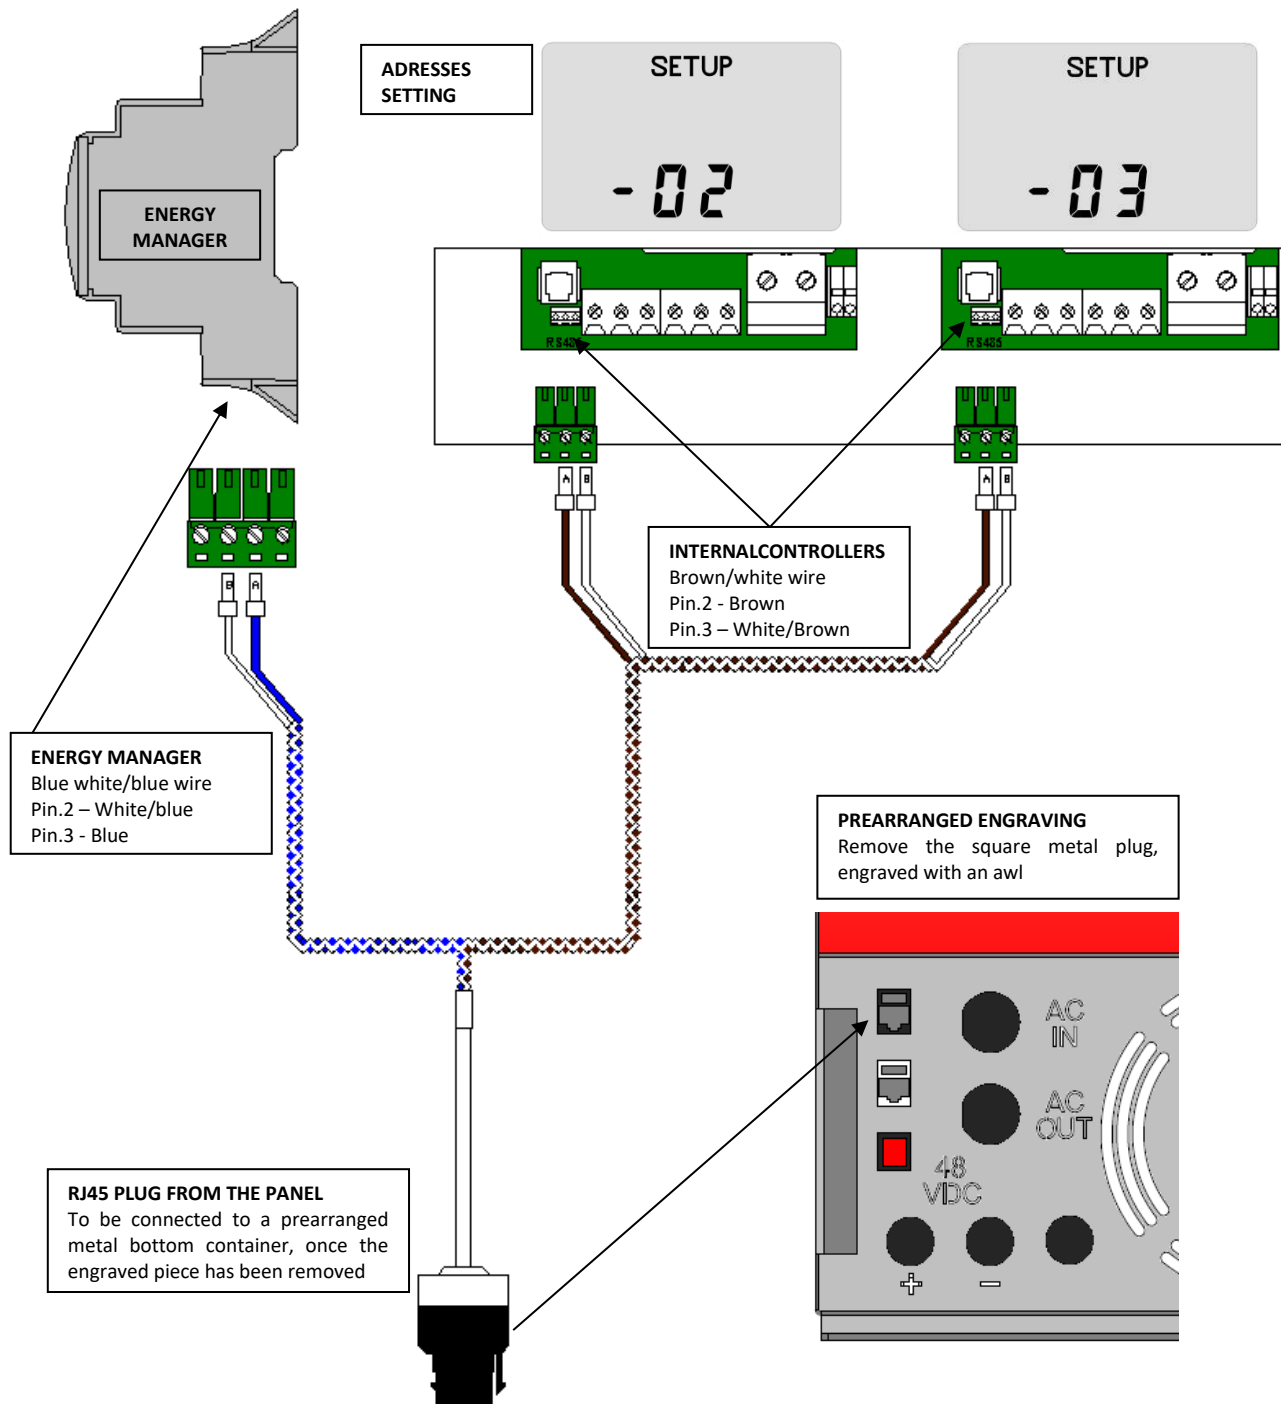 ADRESSES
SETTING
SETUP
-02
SETUP
-03
ENERGY
MANAGER
RS485
RS485
A B
A B
B A
INTERNALCONTROLLERS
Brown/white wire
Pin.2 - Brown
Pin.3 – White/Brown
ENERGY MANAGER
Blue white/blue wire
Pin.2 – White/blue
Pin.3 - Blue
PREARRANGED ENGRAVING
Remove the square metal plug,
engraved with an awl
AC
IN
AC
OUT
48
VDC
+ −
RJ45 PLUG FROM THE PANEL
To be connected to a prearranged
metal bottom container, once the
engraved piece has been removed